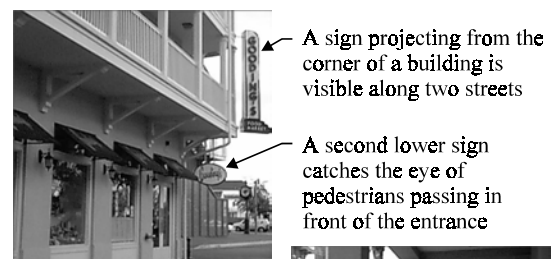 A sign projecting from the
corner of a building is
visible along two streets
GOODING'S
A second lower sign
catches the eye of
pedestrians passing in
front of the entrance